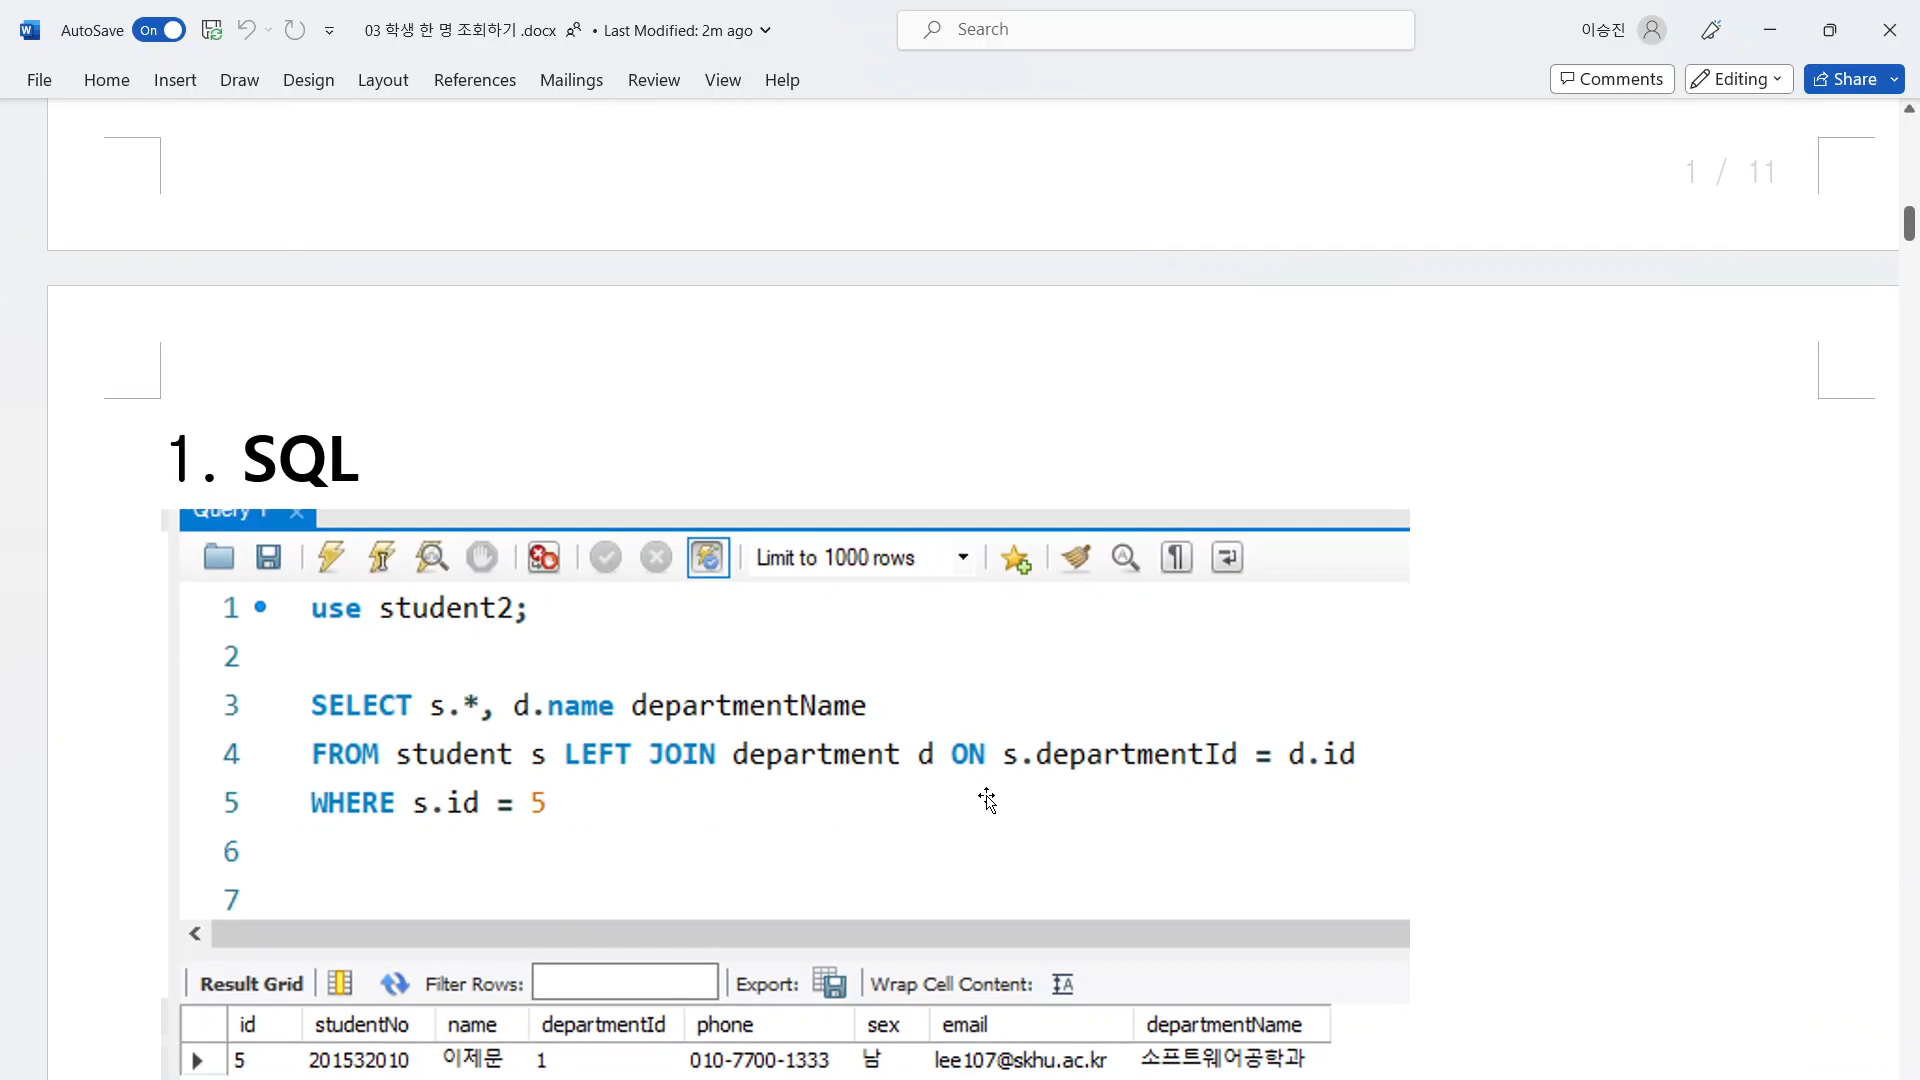 AutoSave On 03 학생 한 명 조회하기 .docx • Last Modified: 2m ago Search 이승진
File Home Insert Draw Design Layout References Mailings Review View Help Comments Editing Share
1 / 11
1. SQL
Query 1
Limit to 1000 rows
1 use student2;
2
3 SELECT s.*, d.name departmentName
4 FROM student s LEFT JOIN department d ON s.departmentId = d.id
5 WHERE s.id = 5
6
7
Result Grid Filter Rows: Export: Wrap Cell Content:
id studentNo name departmentId phone sex email departmentName
5 201532010 이제문 1 010-7700-1333 남 lee107@skhu.ac.kr 소프트웨어공학과